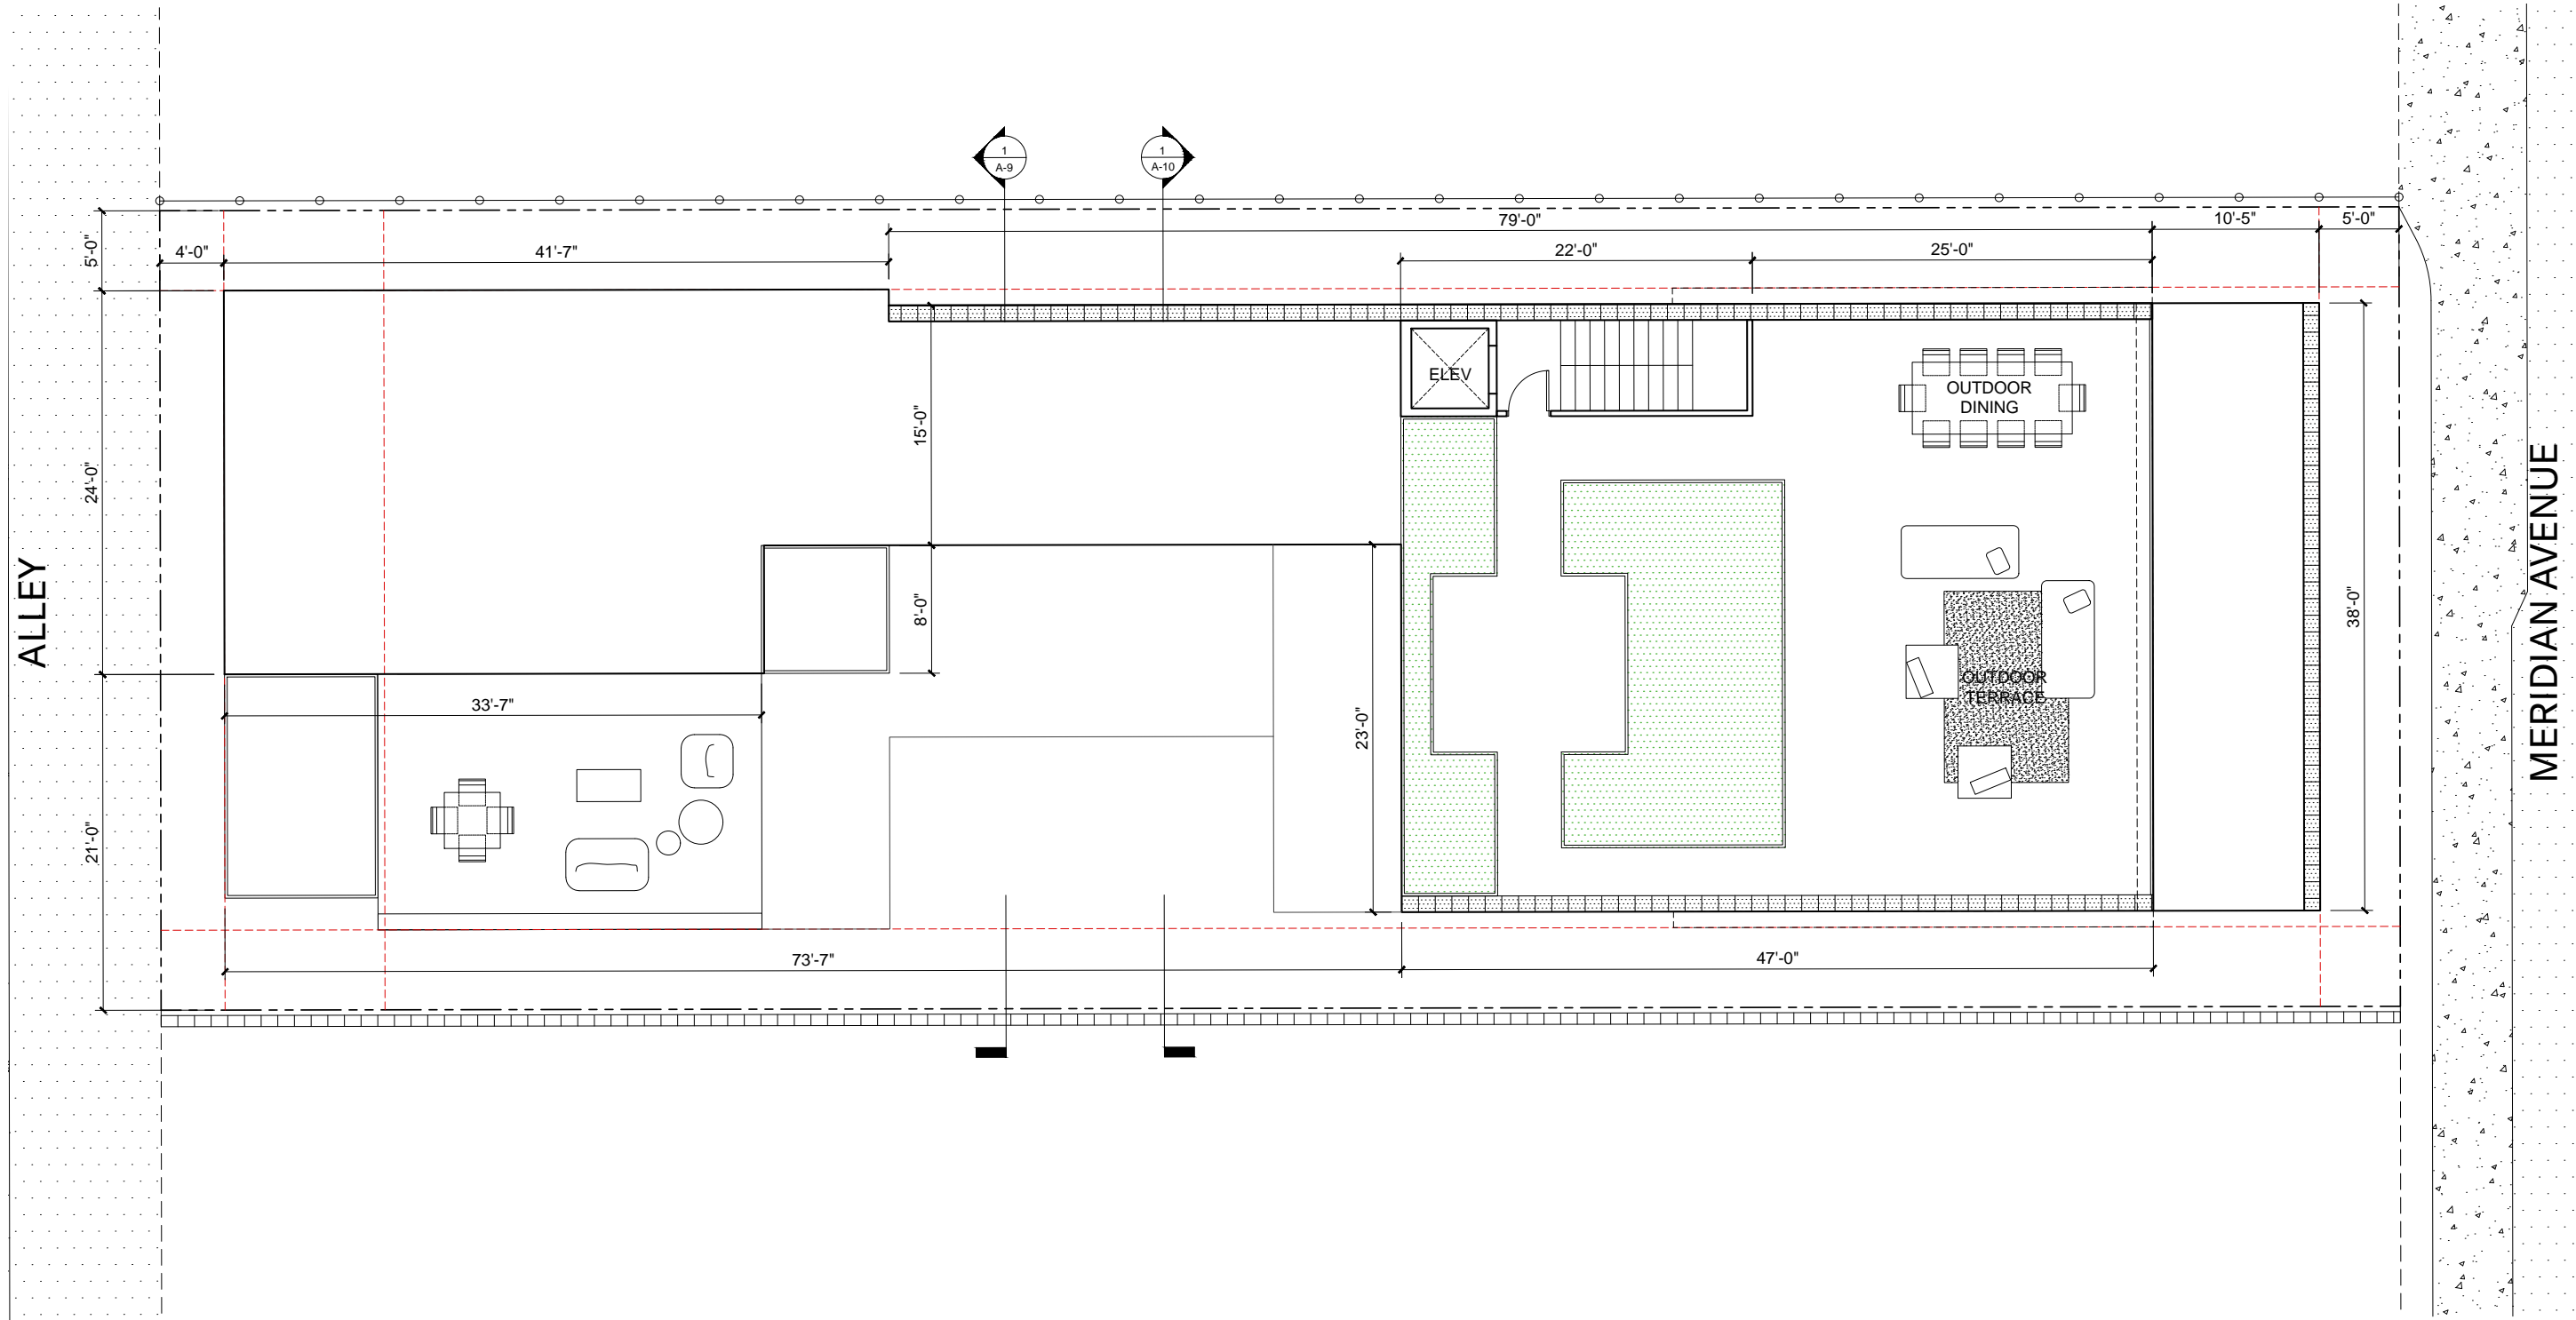 1
A-9
1
A-10
79'-0"
10'-5"
5'-0"
5'-0"
4'-0"
41'-7"
22'-0"
25'-0"
ELEV
OUTDOOR
DINING
15'-0"
24'-0"
ALLEY
8'-0"
38'-0"
MERIDIAN AVENUE
OUTDOOR
TERRACE
33'-7"
23'-0"
21'-0"
73'-7"
47'-0"